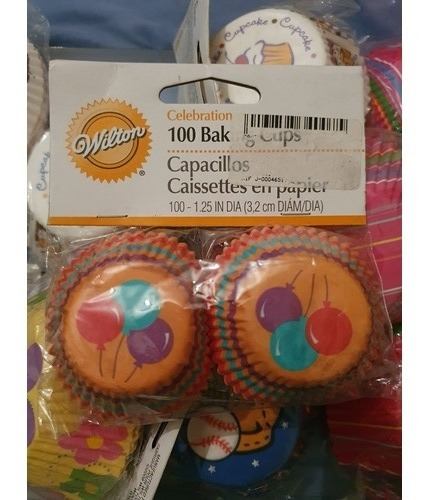 Cupcake • Cupcake
Wilton®
Celebration
100 Bak g Cups
Capacillos
Caissettes en papier
100 - 1.25 IN DIA (3,2 cm DIÁM/DIA)